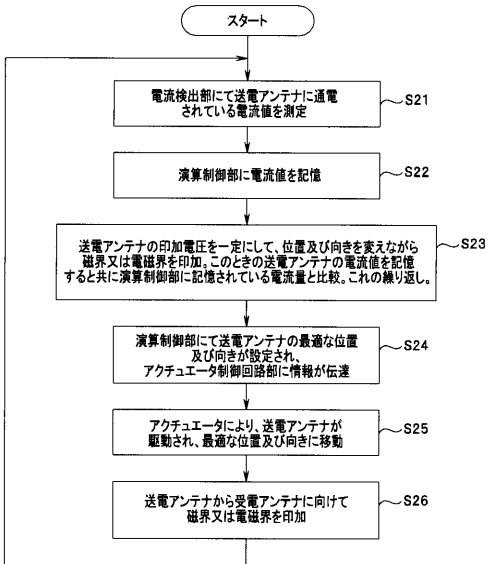 スタート
電流検出部にて送電アンテナに通電
されている電流値を測定
S21
演算制御部に電流値を記憶
S22
送電アンテナの印加電圧を一定にして、位置及び向きを変えながら
磁界又は電磁界を印加。このときの送電アンテナの電流値を記憶
すると共に演算制御部に記憶されている電流量と比較。これの繰り返し。
S23
演算制御部にて送電アンテナの最適な位置
及び向きが設定され、
アクチュエータ制御回路部に情報が伝達
S24
アクチュエータにより、送電アンテナが
駆動され、最適な位置及び向きに移動
S25
送電アンテナから受電アンテナに向けて
磁界又は電磁界を印加
S26